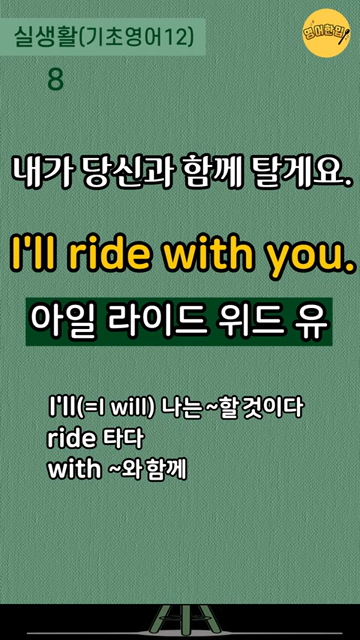 실생활(기초영어12)
영어한입
8
내가 당신과 함께 탈게요.
I'll ride with you.
아일 라이드 위드 유
I'll(=I will) 나는 ~할 것이다
ride 타다
with ~와 함께